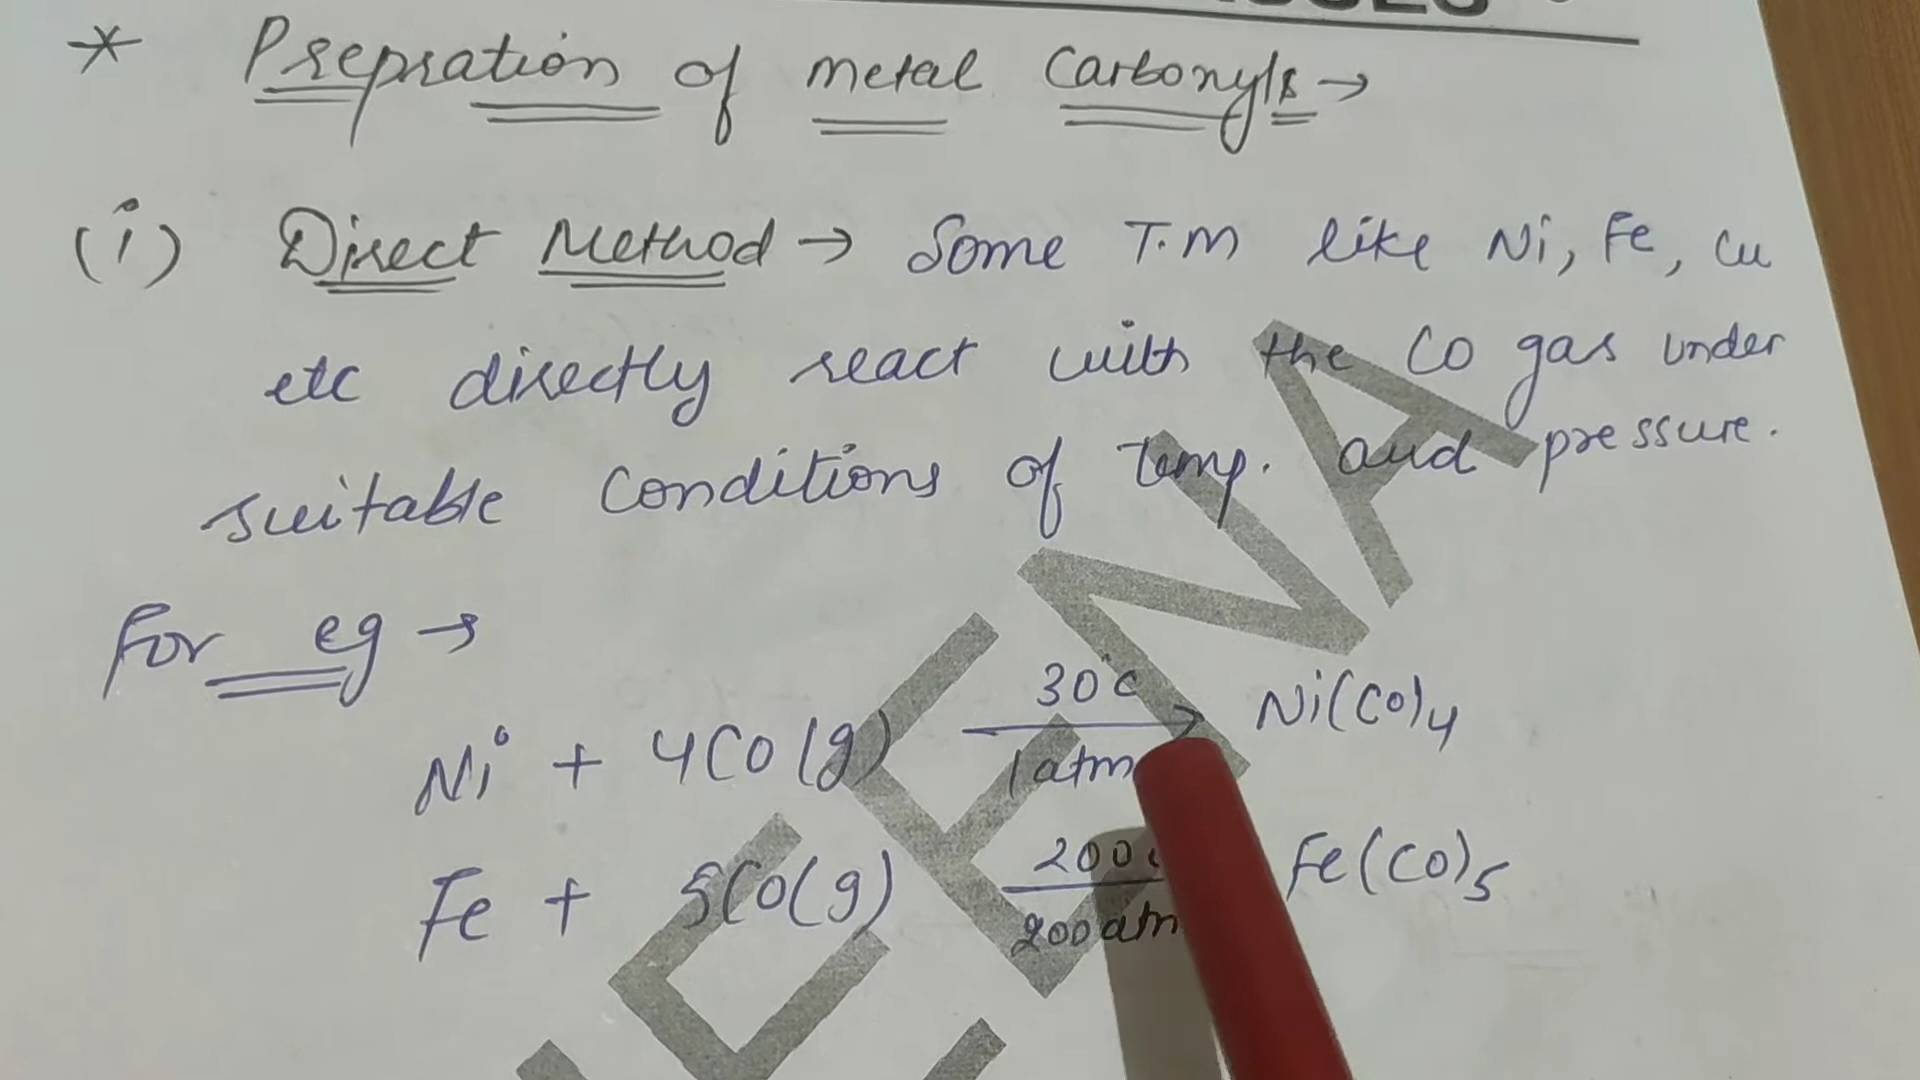 * Prepration of metal Carbonyls →
(i) Direct Method → Some T.M like Ni, Fe, Cu
etc directly react with the CO gas under
suitable Conditions of temp. and pressure.
For eg →
Ni + 4CO(g) 30°C 1atm → Ni(CO)4
Fe + 5CO(g) 200 200atm Fe(CO)5